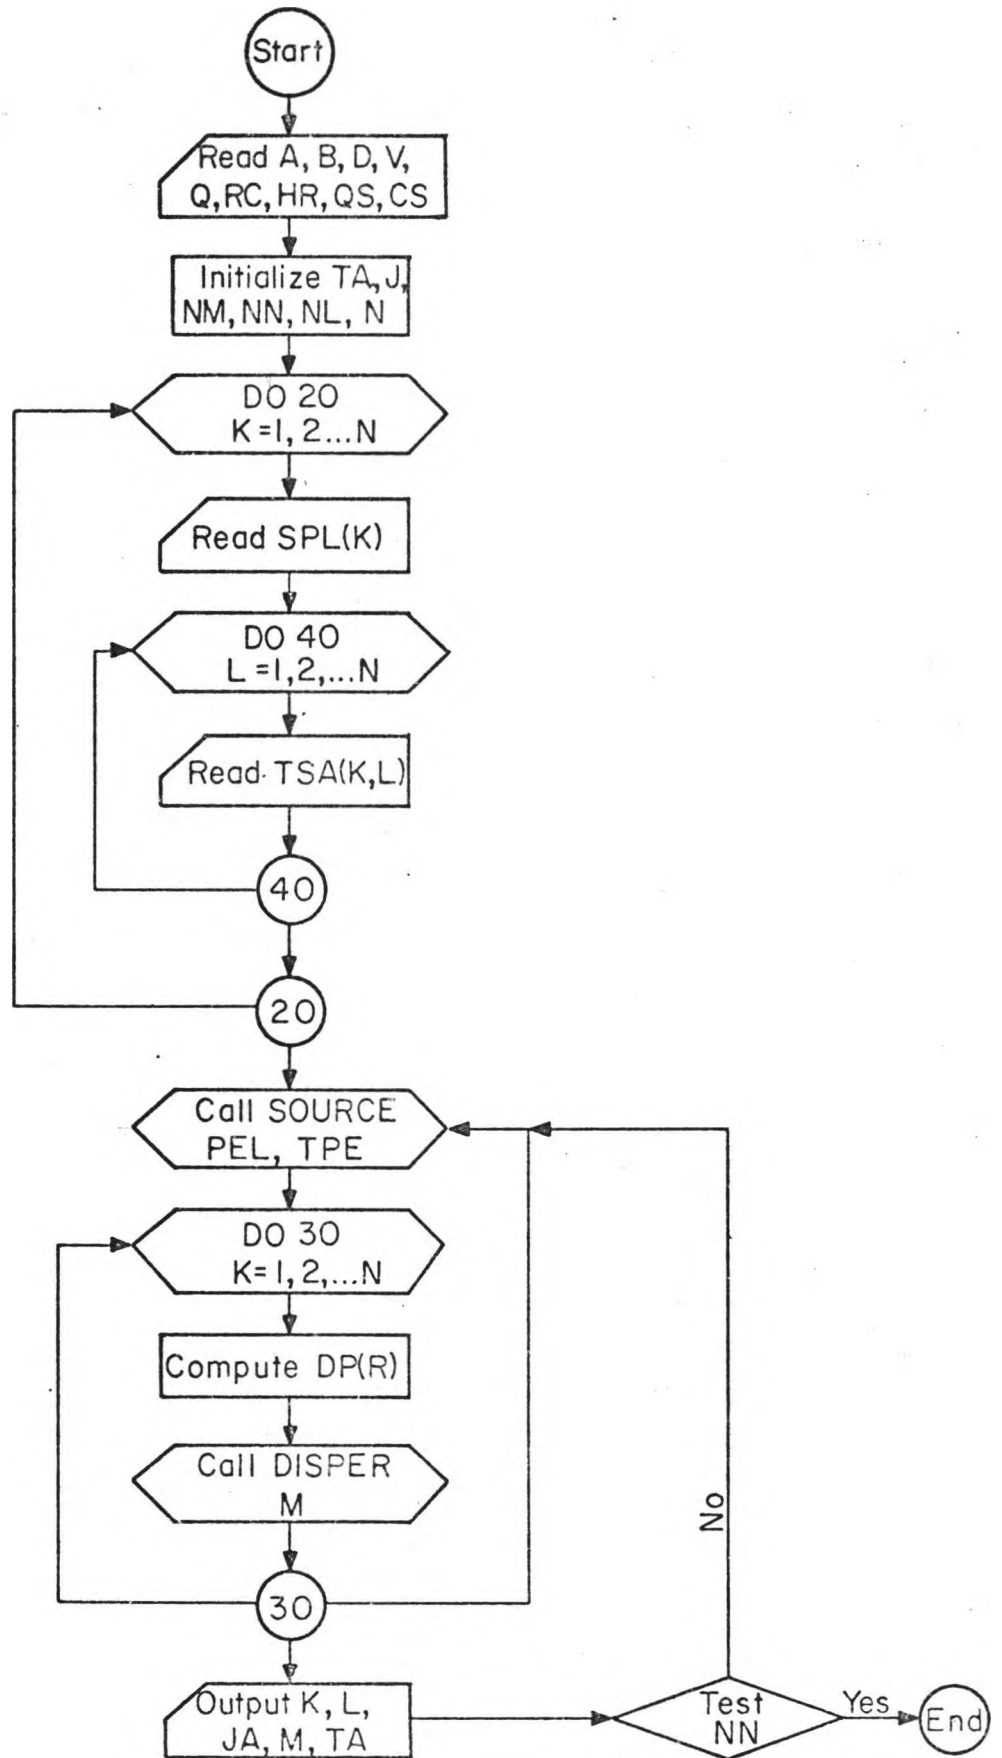 Start
Read A, B, D, V,
Q, RC, HR, QS, CS
Initialize TA, J,
NM, NN, NL, N
DO 20
K = 1, 2...N
Read SPL(K)
DO 40
L = 1,2,...N
Read TSA(K,L)
40
20
Call SOURCE
PEL, TPE
DO 30
K= 1, 2,...N
Compute DP(R)
Call DISPER
M
No
30
Output K, L,
JA, M, TA
Test
NN
Yes
End